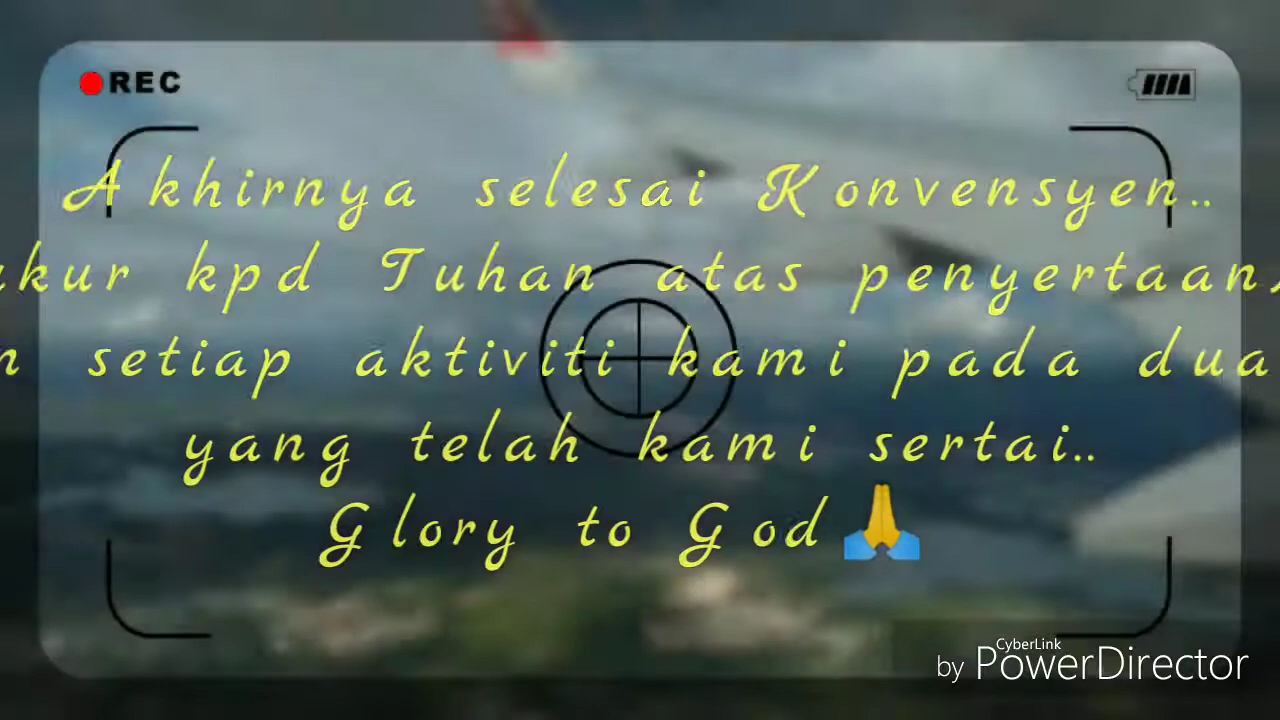 REC
Akhirnya selesai Konvensyen..
kur kpd Tuhan atas penyertaan
setiap aktiviti kami pada dua
yang telah kami sertai..
Glory to God 🙏
CyberLink
by PowerDirector